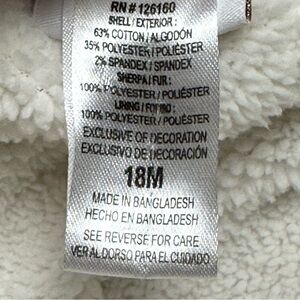 RN# 126160
SHELL/EXTERIOR:
63% COTTON/ALGODÓN
35% POLYESTER/POLIÉSTER
2% SPANDEX/SPANDEX
SHERPA/FUR:
100% POLYESTER/POLIÉSTER
LINING/FORRO:
100% POLYESTER/POLIÉSTER
EXCLUSIVE OF DECORATION
EXCLUSIVO DE DECORACIÓN
18M
MADE IN BANGLADESH
HECHO EN BANGLADESH
SEE REVERSE FOR CARE
VER AL DORSO PARA EL CUIDADO